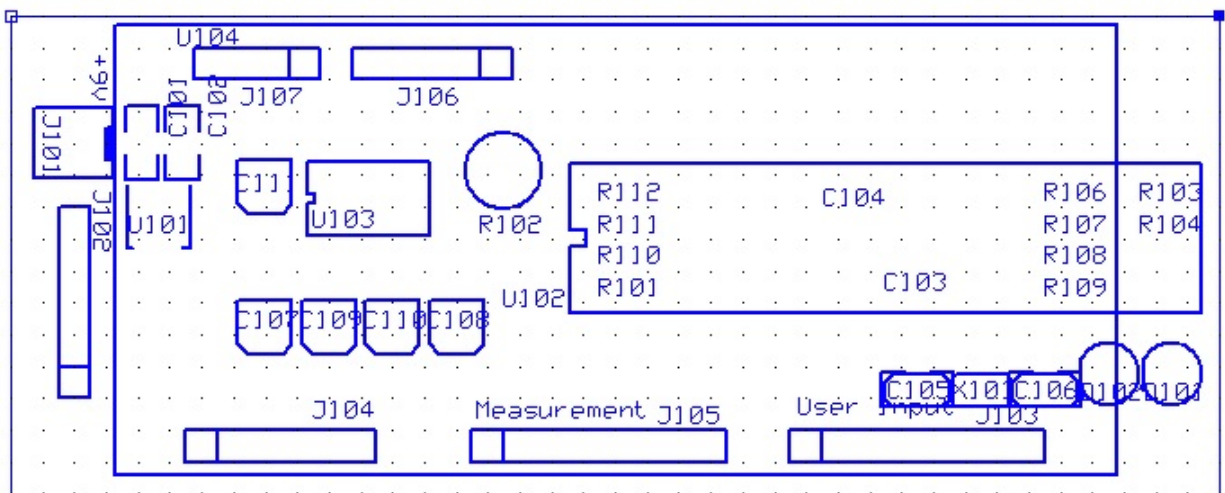 U104
+9V
J107
J106
C101
C102
J101
C111
R112
C104
R106
R103
J102
U101
U103
R102
R111
R107
R104
R110
R108
R101
C103
R109
U102
C107
C109
C110
C108
C105
X101
C106
D102
D101
J104
Measurement
J105
User Input
J103